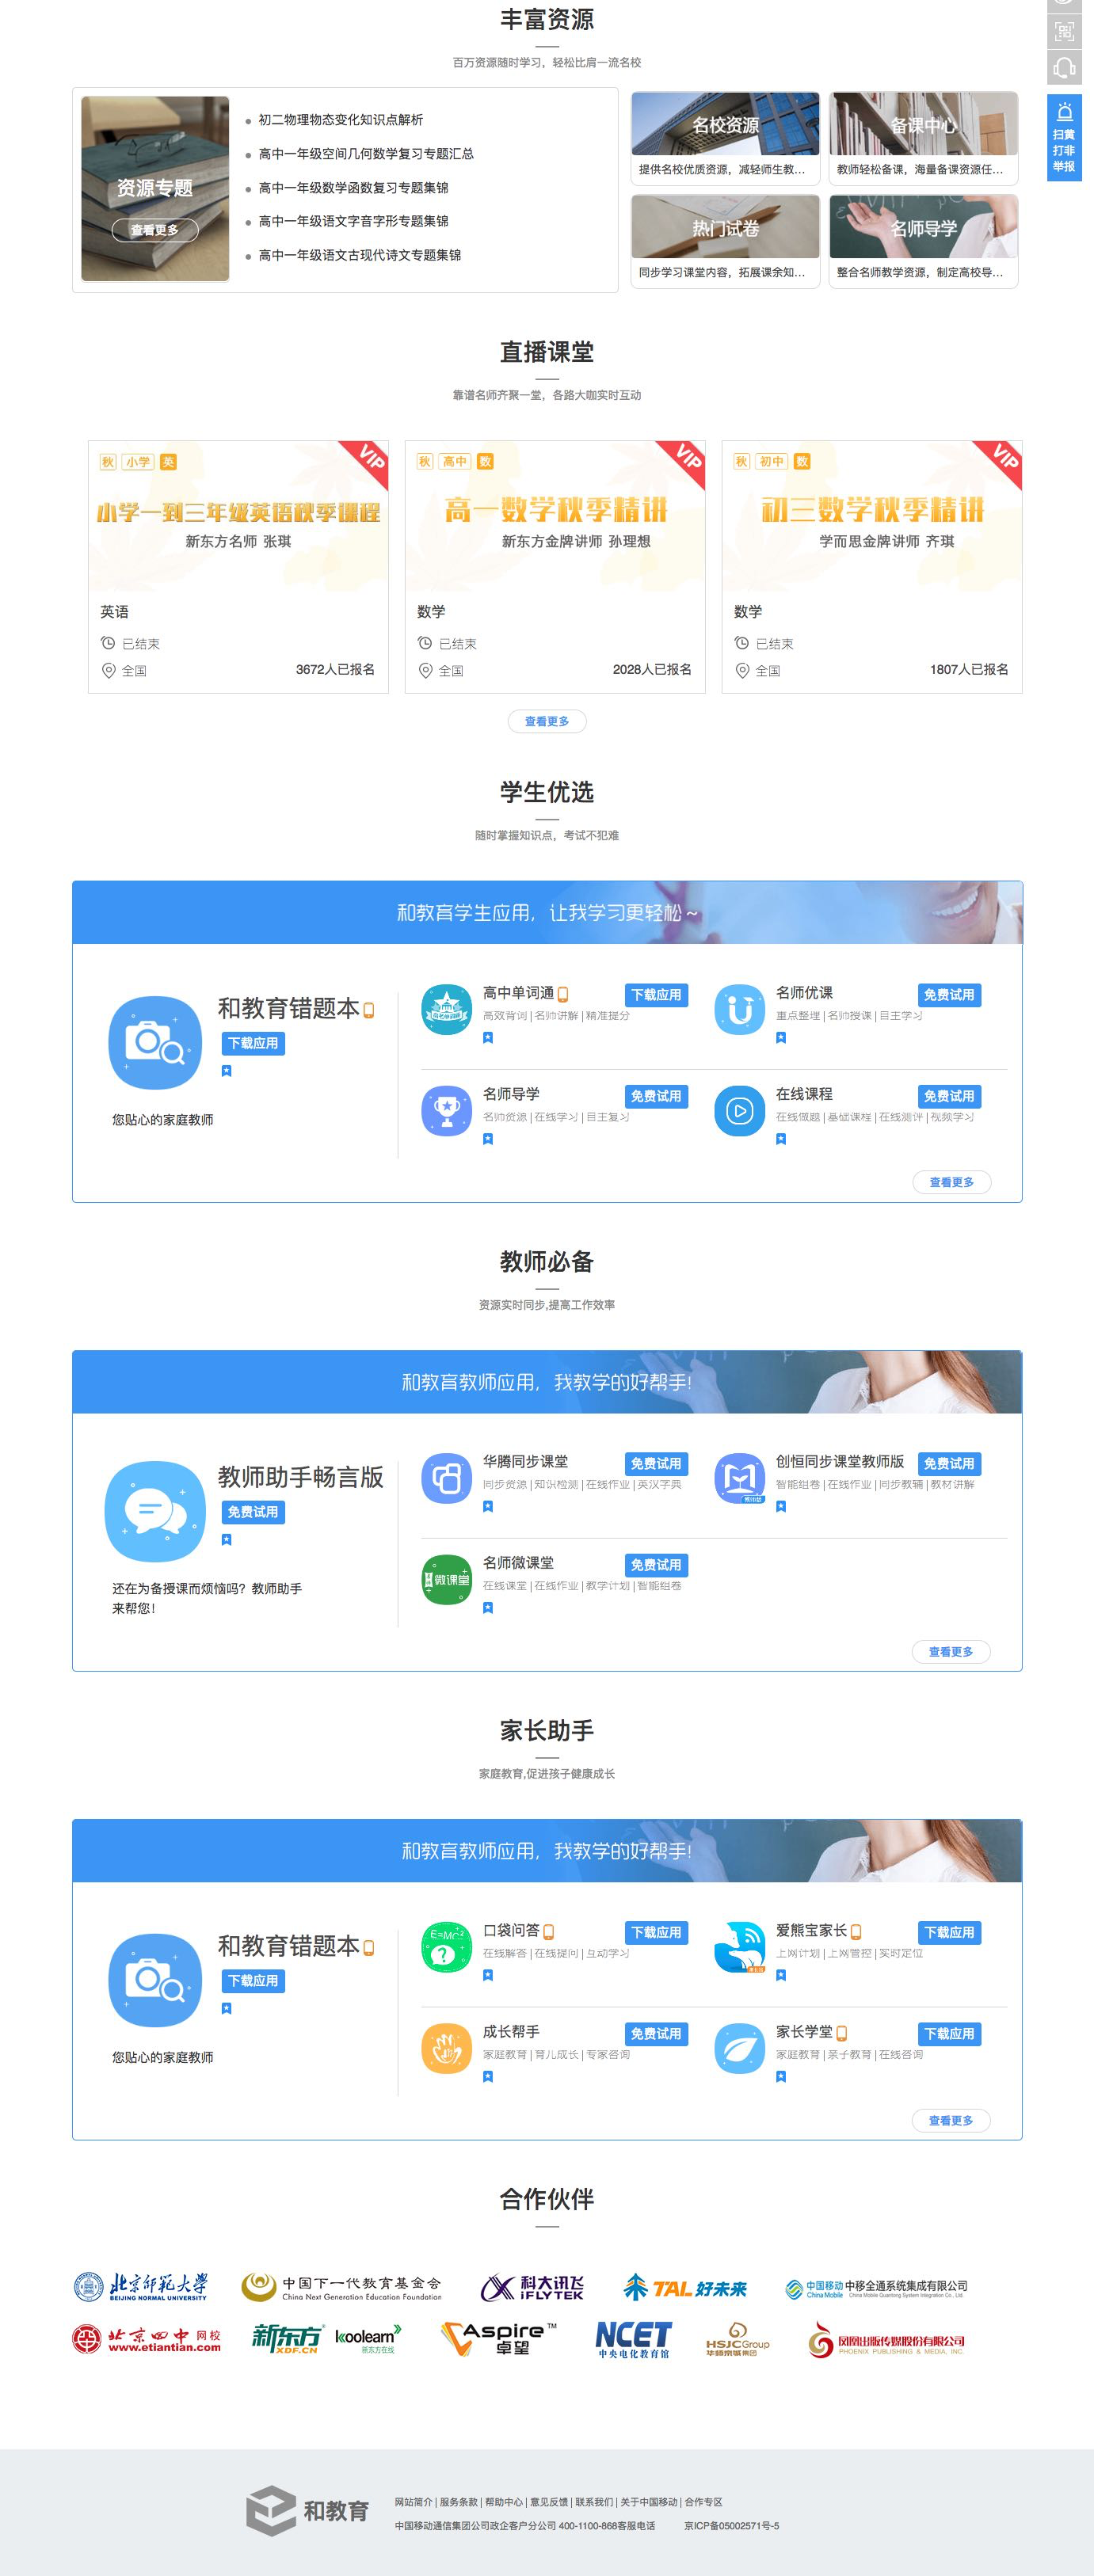 丰富资源
百万资源随时学习，轻松比肩一流名校
扫黄
打非
举报
资源专题
查看更多
初二物理物态变化知识点解析
高中一年级空间几何数学复习专题汇总
高中一年级数学函数复习专题集锦
高中一年级语文字音字形专题集锦
高中一年级语文古现代诗文专题集锦
名校资源
提供名校优质资源，减轻师生教...
备课中心
教师轻松备课，海量备课资源任...
热门试卷
同步学习课堂内容，拓展课余知...
名师导学
整合名师教学资源，制定高校导...
直播课堂
靠谱名师齐聚一堂，各路大咖实时互动
秋 小学 英
VIP
小学一到三年级英语秋季课程
新东方名师 张琪
英语
已结束
全国 3672人已报名
秋 高中 数
VIP
高一数学秋季精讲
新东方金牌讲师 孙理想
数学
已结束
全国 2028人已报名
秋 初中 数
VIP
初三数学秋季精讲
学而思金牌讲师 齐琪
数学
已结束
全国 1807人已报名
查看更多
学生优选
随时掌握知识点，考试不犯难
和教育学生应用，让我学习更轻松～
和教育错题本
下载应用
您贴心的家庭教师
高中单词通 下载应用
高效背词 | 名师讲解 | 精准提分
名师优课 免费试用
重点整理 | 名师授课 | 自主学习
名师导学 免费试用
名师资源 | 在线学习 | 自主复习
在线课程 免费试用
在线做题 | 基础课程 | 在线测评 | 视频学习
查看更多
教师必备
资源实时同步,提高工作效率
和教育教师应用，我教学的好帮手!
教师助手畅言版
免费试用
还在为备授课而烦恼吗？教师助手
来帮您！
华腾同步课堂 免费试用
同步资源 | 知识检测 | 在线作业 | 英汉字典
教师版
创恒同步课堂教师版 免费试用
智能组卷 | 在线作业 | 同步教辅 | 教材讲解
微课堂
名师微课堂 免费试用
在线课堂 | 在线作业 | 教学计划 | 智能组卷
查看更多
家长助手
家庭教育,促进孩子健康成长
和教育教师应用，我教学的好帮手!
和教育错题本
下载应用
您贴心的家庭教师
E=MC²
?
口袋问答 下载应用
在线解答 | 在线提问 | 互动学习
爱熊宝家长 下载应用
上网计划 | 上网管控 | 实时定位
成长帮手 免费试用
家庭教育 | 育儿成长 | 专家咨询
家长学堂 下载应用
家庭教育 | 亲子教育 | 在线咨询
查看更多
合作伙伴
北京师范大学
BEIJING NORMAL UNIVERSITY
中国下一代教育基金会
China Next Generation Education Foundation
科大讯飞
iFLYTEK
TAL 好未来
中国移动 中移全通系统集成有限公司
China Mobile China Mobile Quantong System Integration Co., Ltd.
北京四中 网校
www.etiantian.com
新东方
XDF.CN
koolearn
新东方在线
Aspire™
卓望
NCET
中央电化教育馆
HSJC Group
华师京城集团
凤凰出版传媒股份有限公司
PHOENIX PUBLISHING & MEDIA, INC.
和教育
网站简介 | 服务条款 | 帮助中心 | 意见反馈 | 联系我们 | 关于中国移动 | 合作专区
中国移动通信集团公司政企客户分公司 400-1100-868客服电话 京ICP备05002571号-5